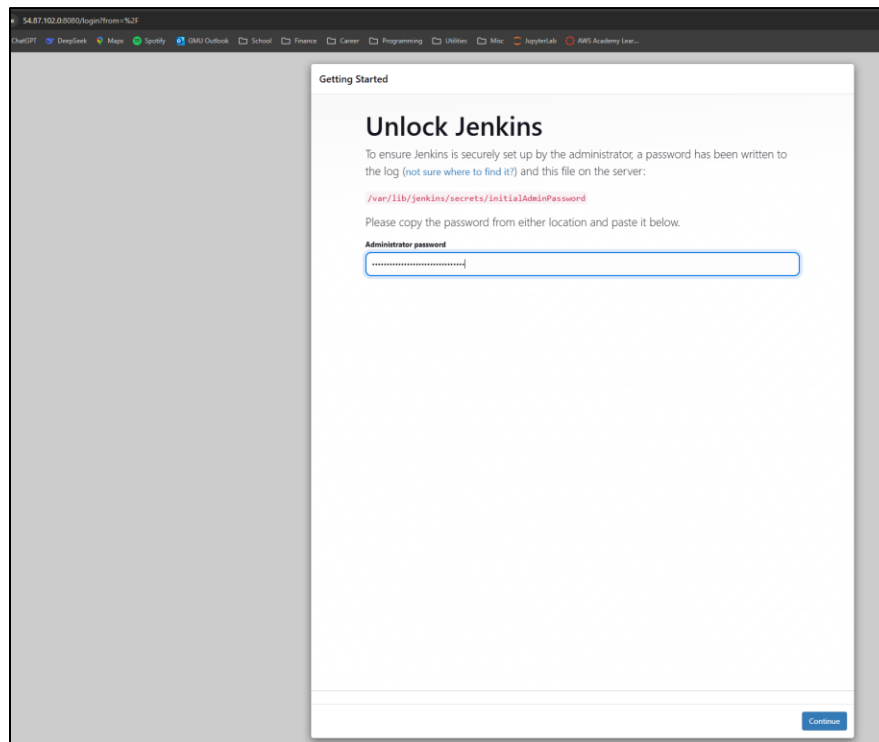 54.87.102.0:8080/login?from=%2F
ChatGPT DeepSeek Maps Spotify GMU Outlook School Finance Career Programming Utilities Misc JupyterLab AWS Academy Lear...
Getting Started
Unlock Jenkins
To ensure Jenkins is securely set up by the administrator, a password has been written to
the log (not sure where to find it?) and this file on the server:
/var/lib/jenkins/secrets/initialAdminPassword
Please copy the password from either location and paste it below.
Administrator password
Continue